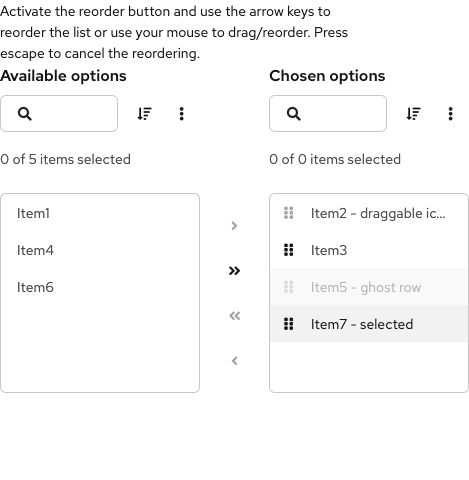 Activate the reorder button and use the arrow keys to
reorder the list or use your mouse to drag/reorder. Press
escape to cancel the reordering.
Available options
Chosen options
0 of 5 items selected
0 of 0 items selected
Item1
Item4
Item6
Item2 - draggable ic...
Item3
Item5 - ghost row
Item7 - selected